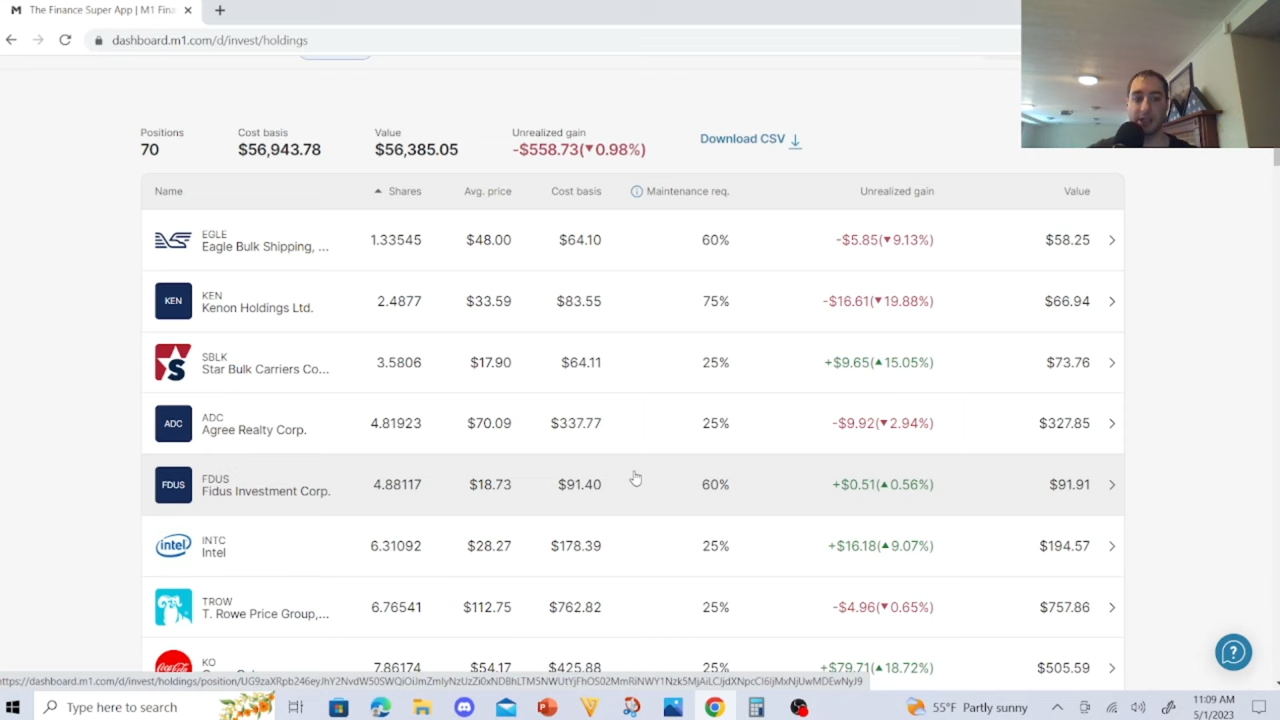 The Finance Super App | M1 Fina
dashboard.m1.com/d/invest/holdings
Positions Cost basis Value Unrealized gain
70 $56,943.78 $56,385.05 -$558.73(▼0.98%) Download CSV
Name Shares Avg. price Cost basis Maintenance req. Unrealized gain Value
EGLE
Eagle Bulk Shipping, ... 1.33545 $48.00 $64.10 60% -$5.85(▼9.13%) $58.25
KEN KEN
Kenon Holdings Ltd. 2.4877 $33.59 $83.55 75% -$16.61(▼19.88%) $66.94
SBLK
Star Bulk Carriers Co... 3.5806 $17.90 $64.11 25% +$9.65(▲15.05%) $73.76
ADC ADC
Agree Realty Corp. 4.81923 $70.09 $337.77 25% -$9.92(▼2.94%) $327.85
FDUS FDUS
Fidus Investment Corp. 4.88117 $18.73 $91.40 60% +$0.51(▲0.56%) $91.91
intel INTC
Intel 6.31092 $28.27 $178.39 25% +$16.18(▲9.07%) $194.57
TROW
T. Rowe Price Group,... 6.76541 $112.75 $762.82 25% -$4.96(▼0.65%) $757.86
KO
7.86174 $54.17 $425.88 25% +$79.71(▲18.72%) $505.59
Type here to search 55°F Partly sunny 11:09 AM
5/1/2023